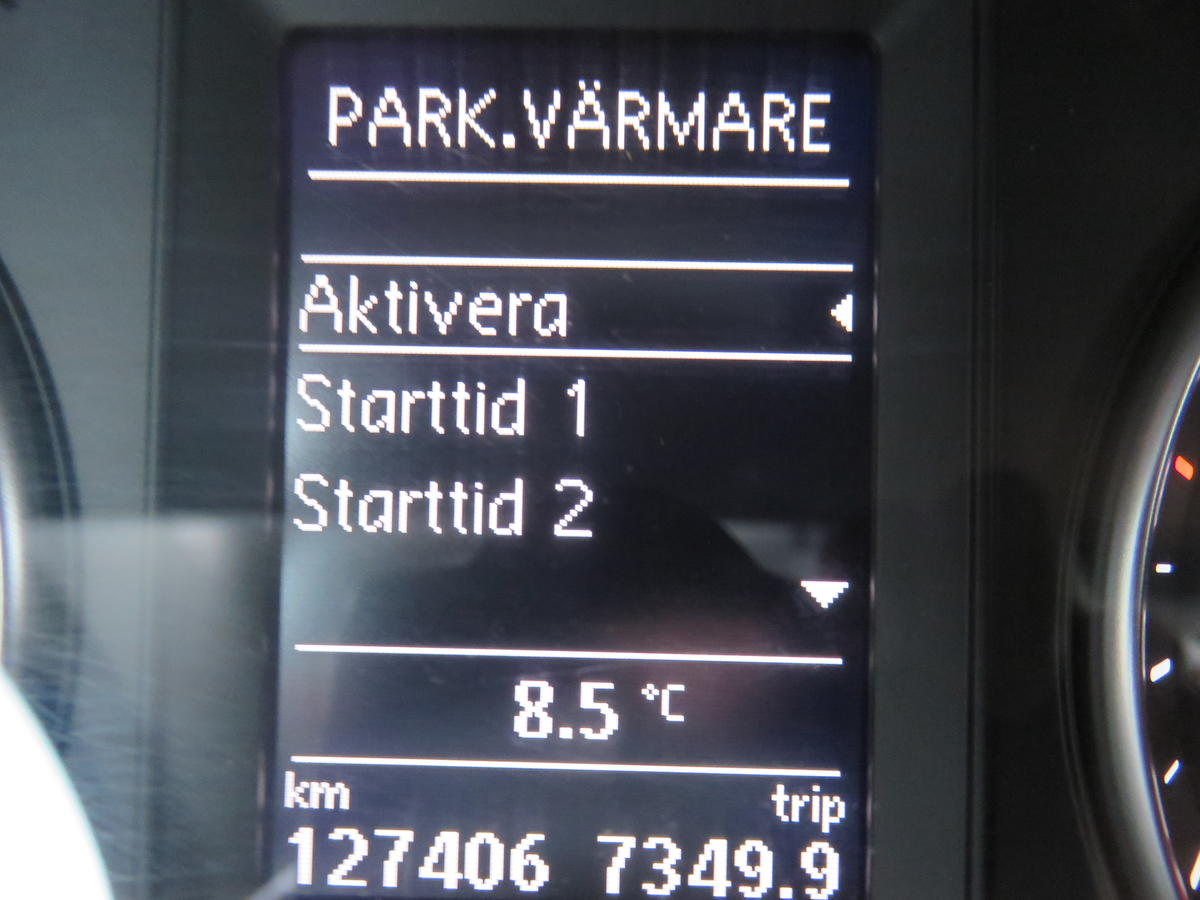 PARK.VÄRMARE
Aktivera
Starttid 1
Starttid 2
8.5 °C
km trip
127406 7349.9